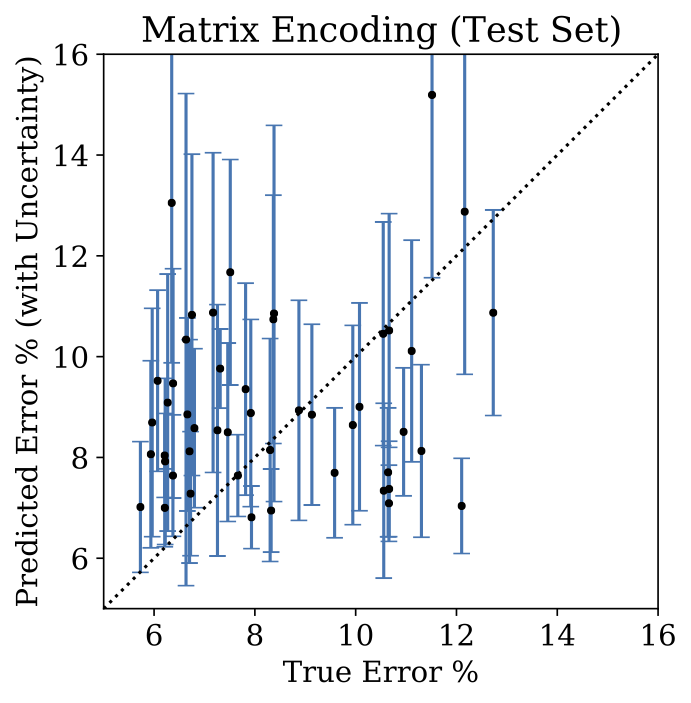 Matrix Encoding (Test Set)
Predicted Error % (with Uncertainty)
16
14
12
10
8
6
6 8 10 12 14 16
True Error %